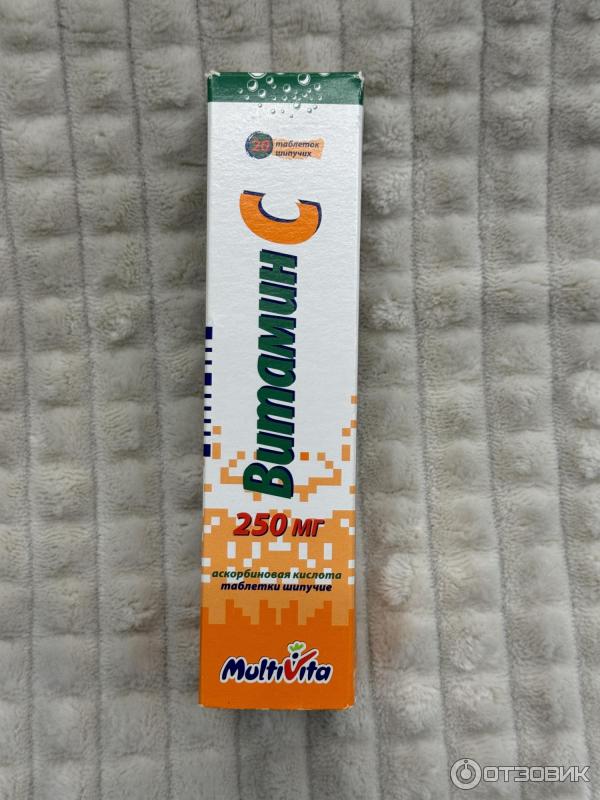 20 таблеток
шипучих
Витамин С
250 мг
аскорбиновая кислота
таблетки шипучие
MultiVita
ОТЗОВИК